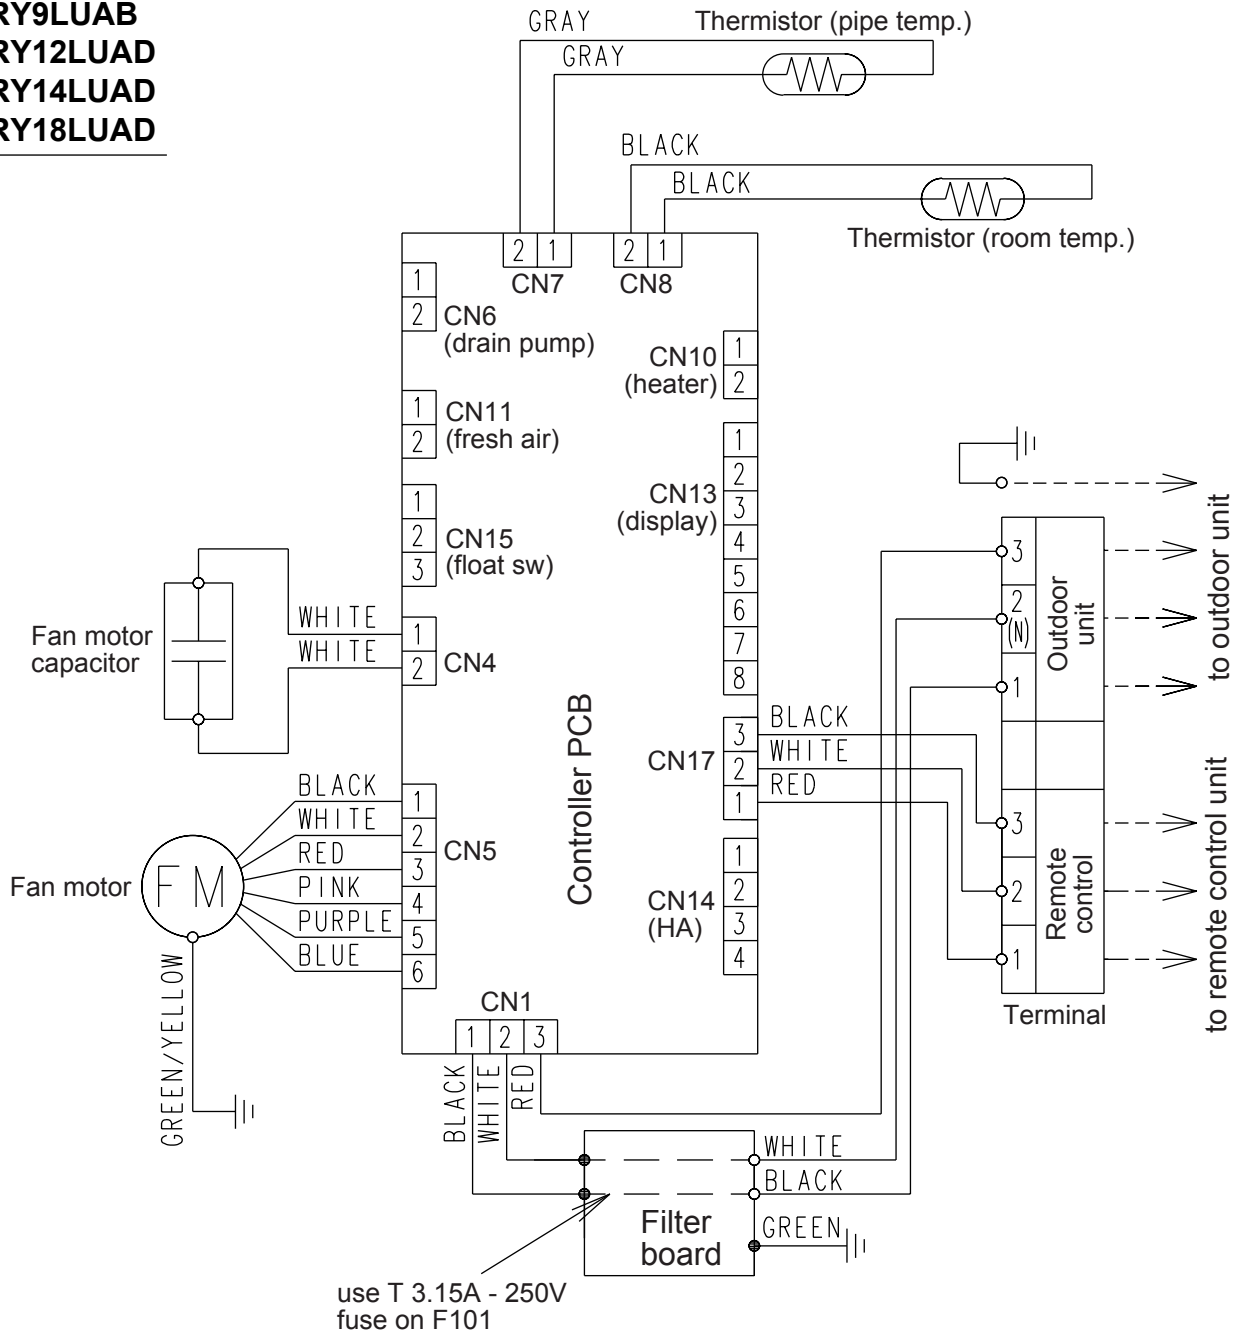 RY9LUAB
RY12LUAD
RY14LUAD
RY18LUAD
GRAY
Thermistor (pipe temp.)
GRAY
BLACK
BLACK
Thermistor (room temp.)
2 1
CN7
2 1
CN8
1
2
CN6
(drain pump)
CN10
(heater)
1
2
1
2
CN11
(fresh air)
CN13
(display)
1
2
3
4
5
6
7
8
1
2
3
CN15
(float sw)
Fan motor
capacitor
WHITE
WHITE
1
2
CN4
Controller PCB
CN17
3
2
1
BLACK
WHITE
RED
Fan motor
FM
BLACK
WHITE
RED
PINK
PURPLE
BLUE
1
2
3
4
5
6
CN5
CN14
(HA)
1
2
3
4
GREEN/YELLOW
CN1
1 2 3
BLACK
WHITE
RED
3
2
(N)
1
Outdoor
unit
to outdoor unit
3
2
1
Remote
control
to remote control unit
Terminal
WHITE
BLACK
GREEN
Filter
board
use T 3.15A - 250V
fuse on F101